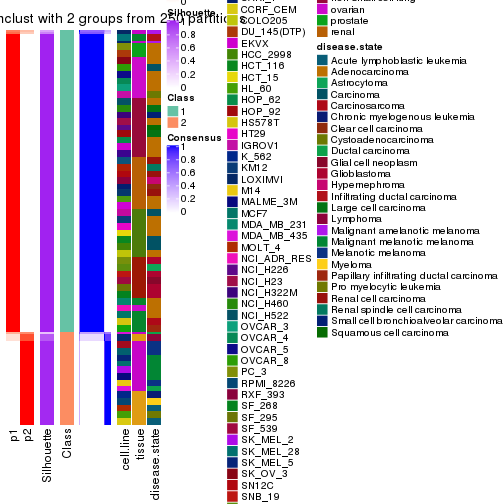 nclust with 2 groups from 250 partitions
Silhouette
0
1
0.8
0.6
0.4
0.2
0
Class
1
2
Consensus
1
0.8
0.6
0.4
0.2
0
p1
p2
Silhouette
Class
cell.line
tissue
disease.state
CCRF_CEM
COLO205
DU_145(DTP)
EKVX
HCC_2998
HCT_116
HCT_15
HL_60
HOP_62
HOP_92
HS578T
HT29
IGROV1
K_562
KM12
LOXIMVI
M14
MALME_3M
MCF7
MDA_MB_231
MDA_MB_435
MOLT_4
NCI_ADR_RES
NCI_H226
NCI_H23
NCI_H322M
NCI_H460
NCI_H522
OVCAR_3
OVCAR_4
OVCAR_5
OVCAR_8
PC_3
RPMI_8226
RXF_393
SF_268
SF_295
SF_539
SK_MEL_2
SK_MEL_28
SK_MEL_5
SK_OV_3
SN12C
SNB_19
ovarian
prostate
renal
disease.state
Acute lymphoblastic leukemia
Adenocarcinoma
Astrocytoma
Carcinoma
Carcinosarcoma
Chronic myelogenous leukemia
Clear cell carcinoma
Cystoadenocarcinoma
Ductal carcinoma
Glial cell neoplasm
Glioblastoma
Hypernephroma
Infiltrating ductal carcinoma
Large cell carcinoma
Lymphoma
Malignant amelanotic melanoma
Malignant melanotic melanoma
Melanotic melanoma
Myeloma
Papillary infiltrating ductal carcinoma
Pro myelocytic leukemia
Renal cell carcinoma
Renal spindle cell carcinoma
Small cell bronchioalveolar carcinoma
Squamous cell carcinoma